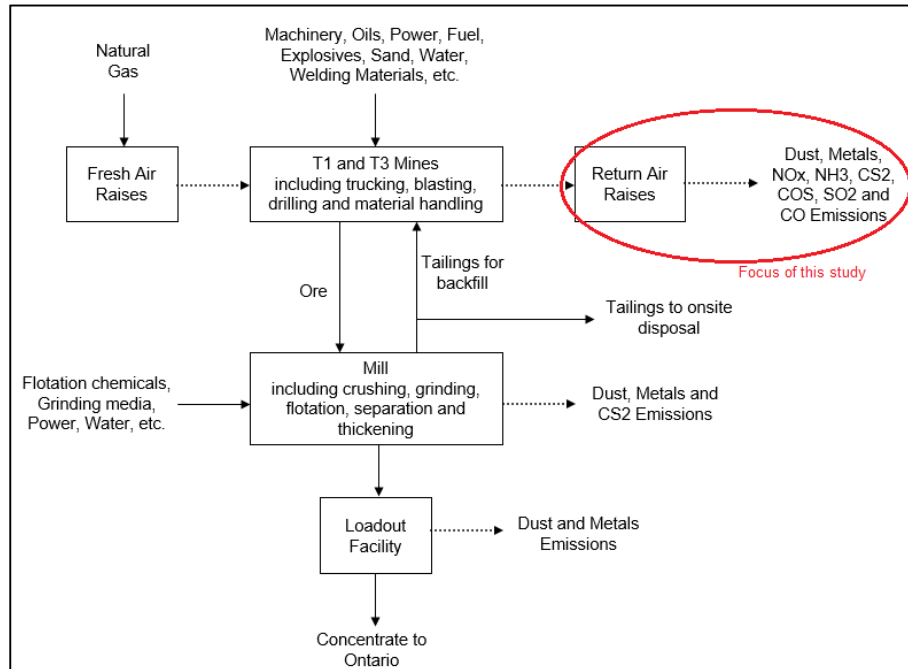 Natural
Gas
Machinery, Oils, Power, Fuel,
Explosives, Sand, Water,
Welding Materials, etc.
Fresh Air
Raises
T1 and T3 Mines
including trucking, blasting,
drilling and material handling
Return Air
Raises
Dust, Metals,
NOx, NH3, CS2,
COS, SO2 and
CO Emissions
Focus of this study
Ore
Tailings for
backfill
Tailings to onsite
disposal
Flotation chemicals,
Grinding media,
Power, Water, etc.
Mill
including crushing, grinding,
flotation, separation and
thickening
Dust, Metals and
CS2 Emissions
Loadout
Facility
Dust and Metals
Emissions
Concentrate to
Ontario